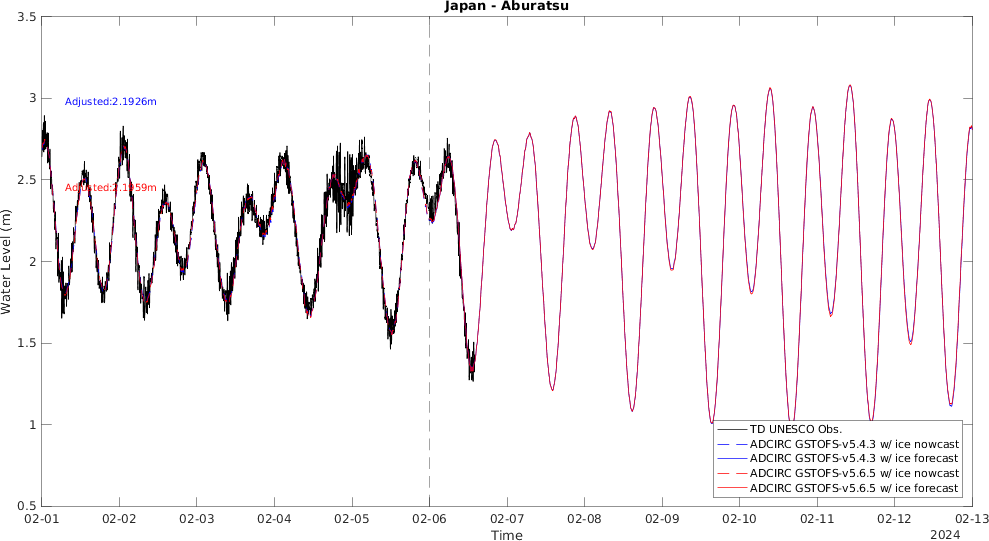 Japan - Aburatsu
3.5
3
2.5
2
1.5
1
0.5
Water Level (m)
Adjusted:2.1926m
Adjusted:2.1959m
TD UNESCO Obs.
ADCIRC GSTOFS-v5.4.3 w/ ice nowcast
ADCIRC GSTOFS-v5.4.3 w/ ice forecast
ADCIRC GSTOFS-v5.6.5 w/ ice nowcast
ADCIRC GSTOFS-v5.6.5 w/ ice forecast
02-01 02-02 02-03 02-04 02-05 02-06 02-07 02-08 02-09 02-10 02-11 02-12 02-13
Time
2024